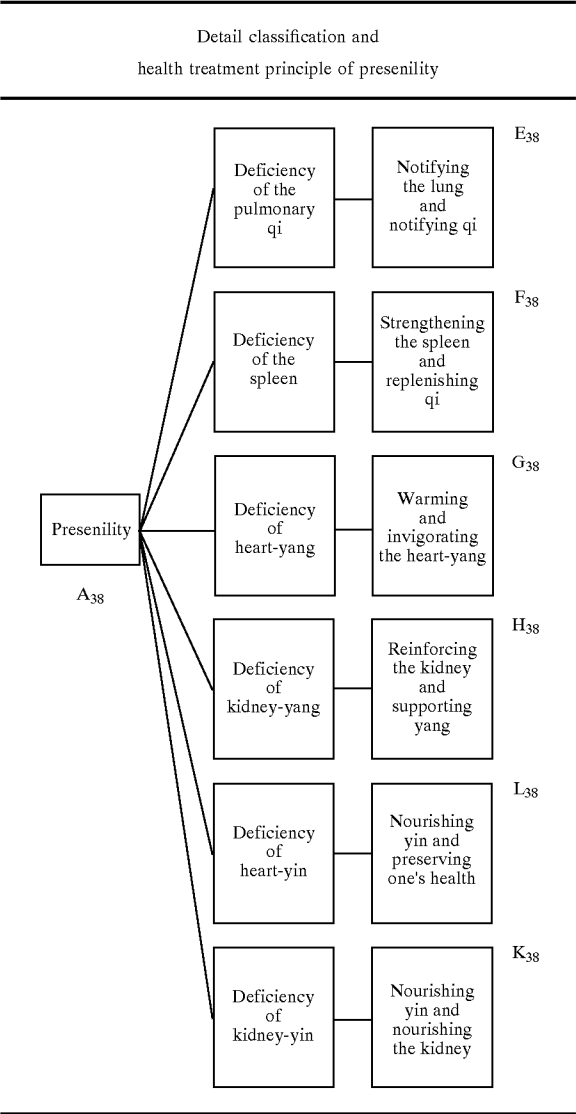 Detail classification and
health treatment principle of presenility
E38
Deficiency
of the
pulmonary
qi
Notifying
the lung
and
notifying qi
F38
Deficiency
of the
spleen
Strengthening
the spleen
and
replenishing
qi
G38
Deficiency
of
heart-yang
Warming
and
invigorating
the heart-yang
Presenility
A38
H38
Deficiency
of
kidney-yang
Reinforcing
the kidney
and
supporting
yang
L38
Deficiency
of
heart-yin
Nourishing
yin and
preserving
one's health
K38
Deficiency
of
kidney-yin
Nourishing
yin and
nourishing
the kidney